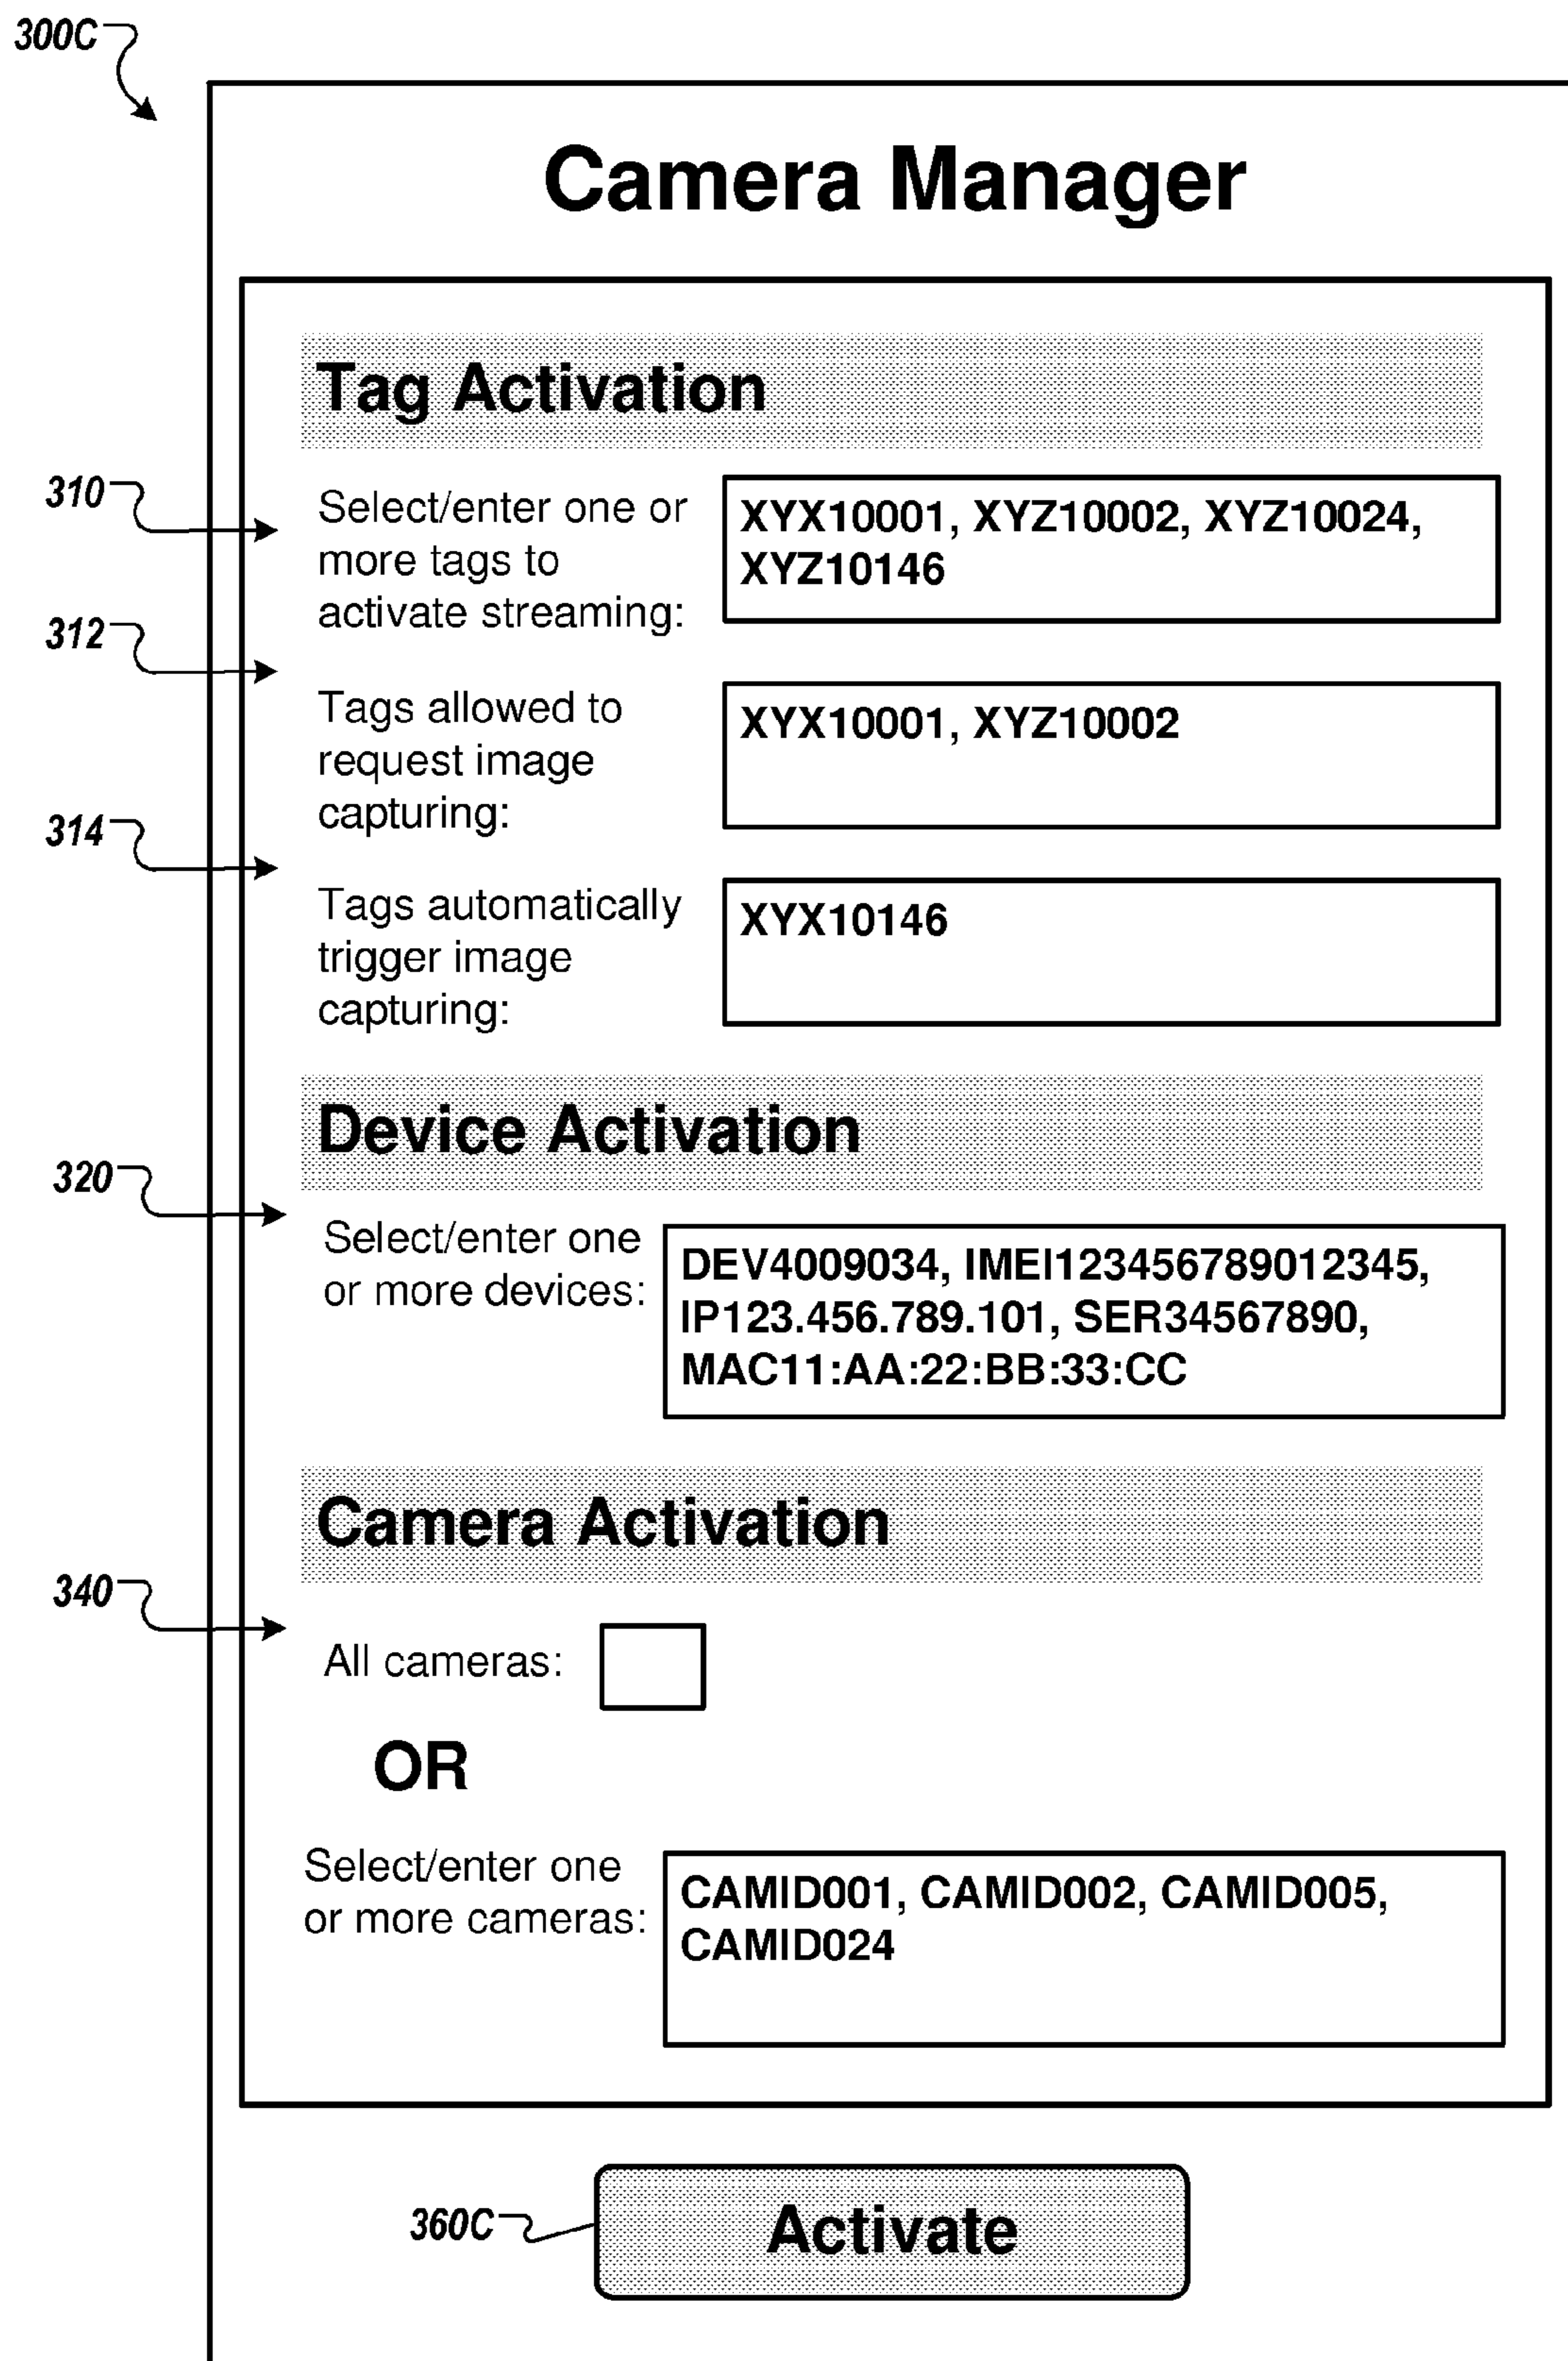 300C
Camera Manager
Tag Activation
310
Select/enter one or
more tags to
activate streaming:
XYX10001, XYZ10002, XYZ10024,
XYZ10146
312
Tags allowed to
request image
capturing:
XYX10001, XYZ10002
314
Tags automatically
trigger image
capturing:
XYX10146
Device Activation
320
Select/enter one
or more devices:
DEV4009034, IMEI123456789012345,
IP123.456.789.101, SER34567890,
MAC11:AA:22:BB:33:CC
Camera Activation
340
All cameras:
OR
Select/enter one
or more cameras:
CAMID001, CAMID002, CAMID005,
CAMID024
360C
Activate